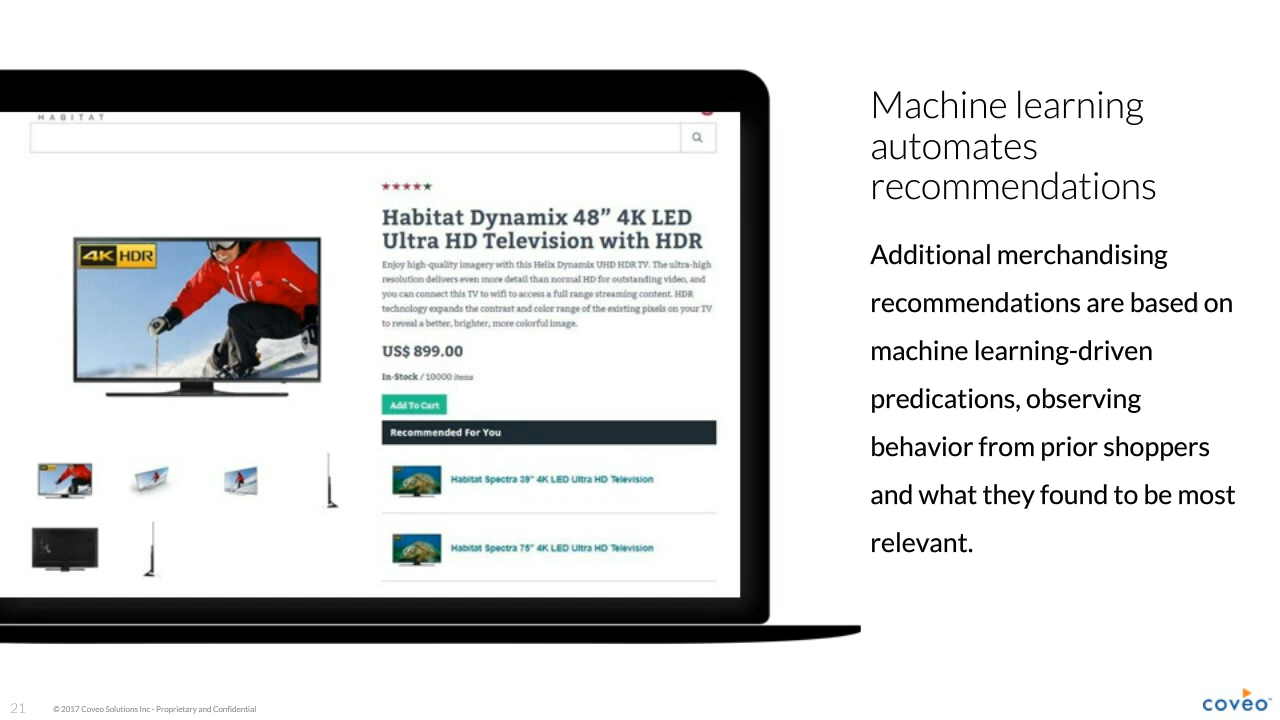 HABITAT
Habitat Dynamix 48” 4K LED
Ultra HD Television with HDR
Enjoy high-quality imagery with this Helix Dynamix UHD HDR TV. The ultra-high
resolution delivers even more detail than normal HD for outstanding video, and
you can connect this TV to wifi to access a full range streaming content. HDR
technology expands the contrast and color range of the existing pixels on your TV
to reveal a better, brighter, more colorful image.
US$ 899.00
In-Stock / 10000 items
Add To Cart
Recommended For You
Habitat Spectra 39" 4K LED Ultra HD Television
Habitat Spectra 75" 4K LED Ultra HD Television
4K HDR
Machine learning
automates
recommendations
Additional merchandising
recommendations are based on
machine learning-driven
predications, observing
behavior from prior shoppers
and what they found to be most
relevant.
21
© 2017 Coveo Solutions Inc - Proprietary and Confidential
coveo™